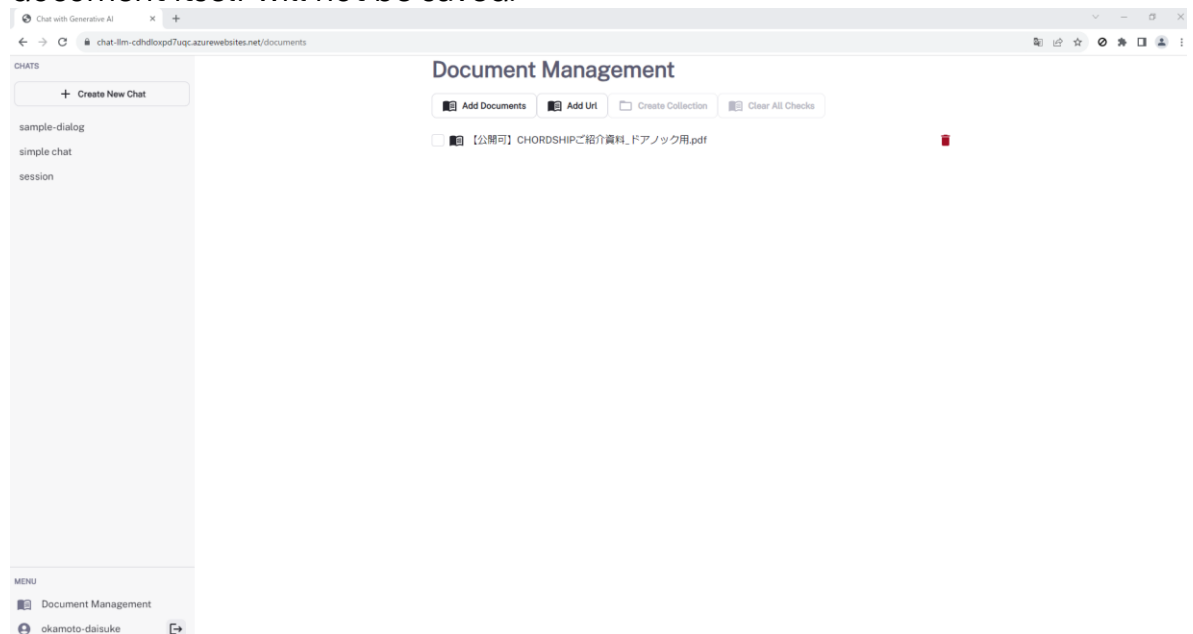 document itself will not be saved.
Chat with Generative AI
chat-llm-cdhdloxpd7uqc.azurewebsites.net/documents
CHATS
+ Create New Chat
sample-dialog
simple chat
session
Document Management
Add Documents
Add Url
Create Collection
Clear All Checks
【公開可】CHORDSHIPご紹介資料_ドアノック用.pdf
MENU
Document Management
okamoto-daisuke